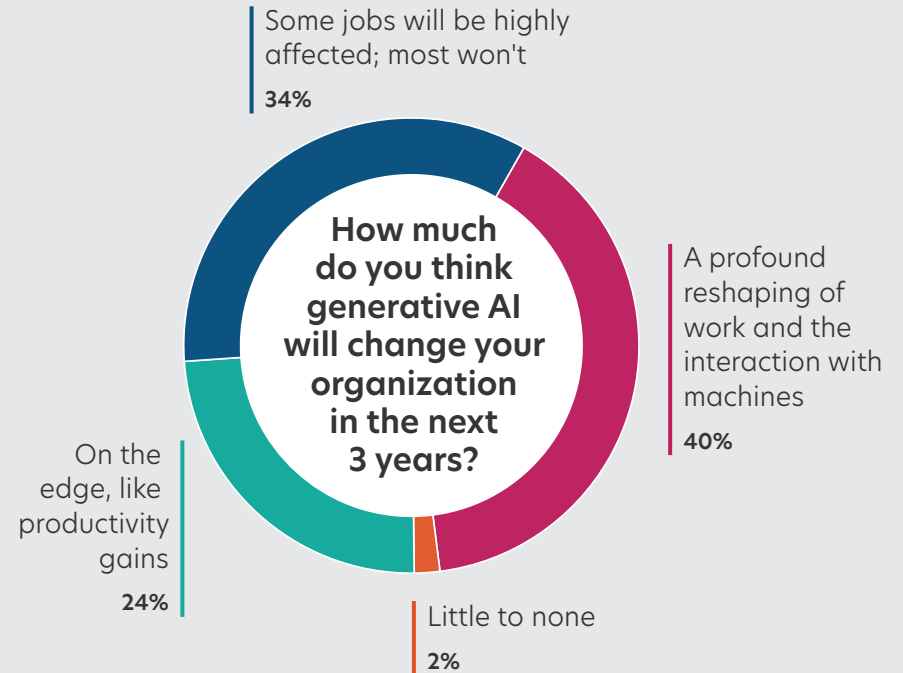 Some jobs will be highly
affected; most won't
34%
How much
do you think
generative AI
will change your
organization
in the next
3 years?
A profound
reshaping of
work and the
interaction with
machines
40%
On the
edge, like
productivity
gains
24%
Little to none
2%